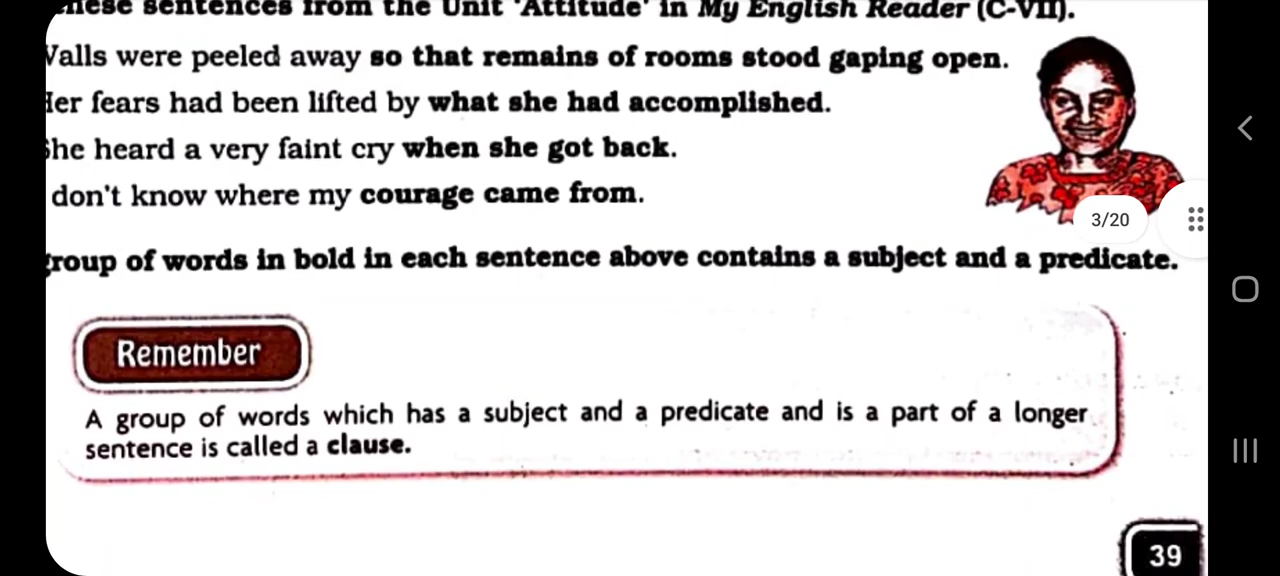 these sentences from the Unit 'Attitude' in My English Reader (C-VII).
Walls were peeled away so that remains of rooms stood gaping open.
Her fears had been lifted by what she had accomplished.
She heard a very faint cry when she got back.
don't know where my courage came from.
group of words in bold in each sentence above contains a subject and a predicate.
3/20
Remember
A group of words which has a subject and a predicate and is a part of a longer
sentence is called a clause.
39